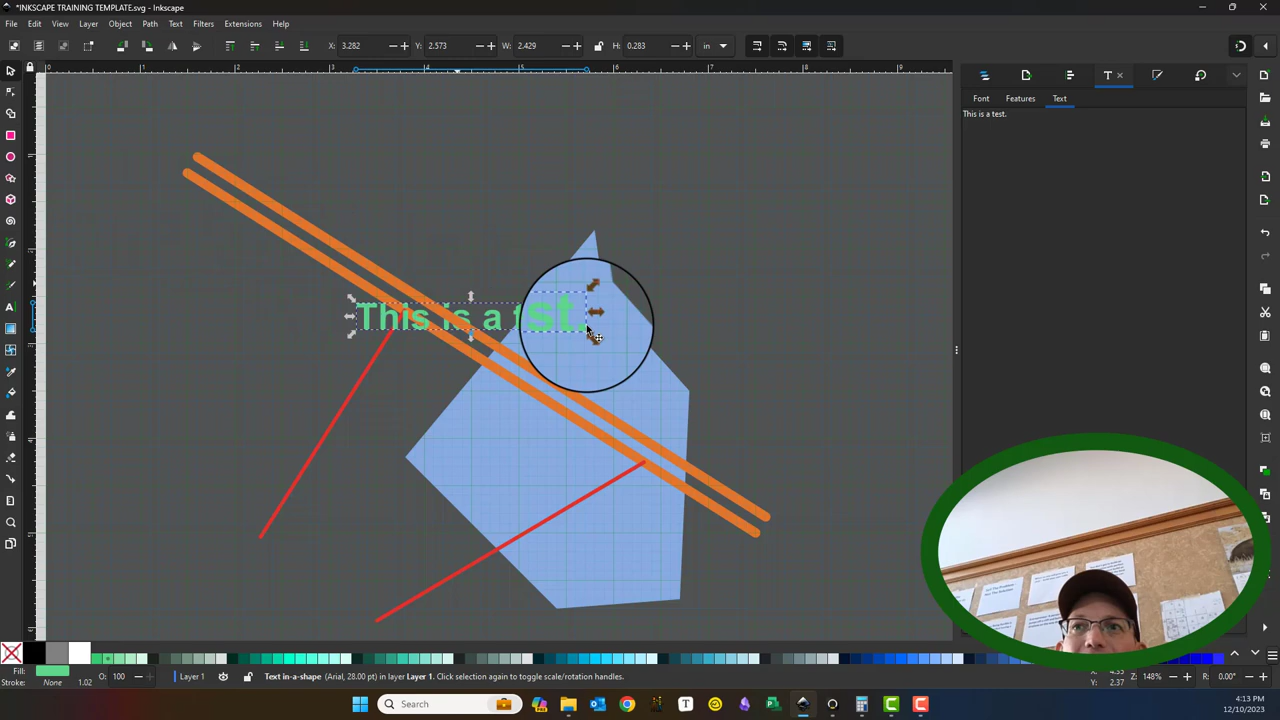 *INKSCAPE TRAINING TEMPLATE.svg - Inkscape
File Edit View Layer Object Path Text Filters Extensions Help
X: 3.282 - + Y: 2.573 - + W: 2.429 - + H: 0.283 - + in
Font Features Text
This is a test.
This is a t
st.
Fill:
Stroke: None 1.02
O: 100
Layer 1
Text in-a-shape (Arial, 28.00 pt) in layer Layer 1. Click selection again to toggle scale/rotation handles.
Y: 2.37
Z: 148% - +
R: 0.00° - +
Search
4:13 PM
12/10/2023